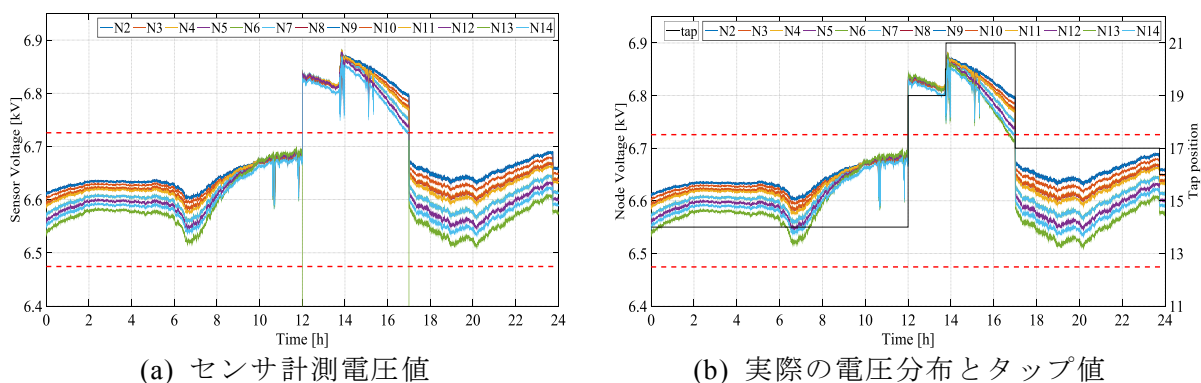 N2 N3 N4 N5 N6 N7 N8 N9 N10 N11 N12 N13 N14
6.9
6.8
6.7
6.6
6.5
6.4
Sensor Voltage [kV]
0 2 4 6 8 10 12 14 16 18 20 22 24
Time [h]
(a) センサ計測電圧値
tap N2 N3 N4 N5 N6 N7 N8 N9 N10 N11 N12 N13 N14
6.9
6.8
6.7
6.6
6.5
6.4
Node Voltage [kV]
21
19
17
15
13
11
Tap position
0 2 4 6 8 10 12 14 16 18 20 22 24
Time [h]
(b) 実際の電圧分布とタップ値